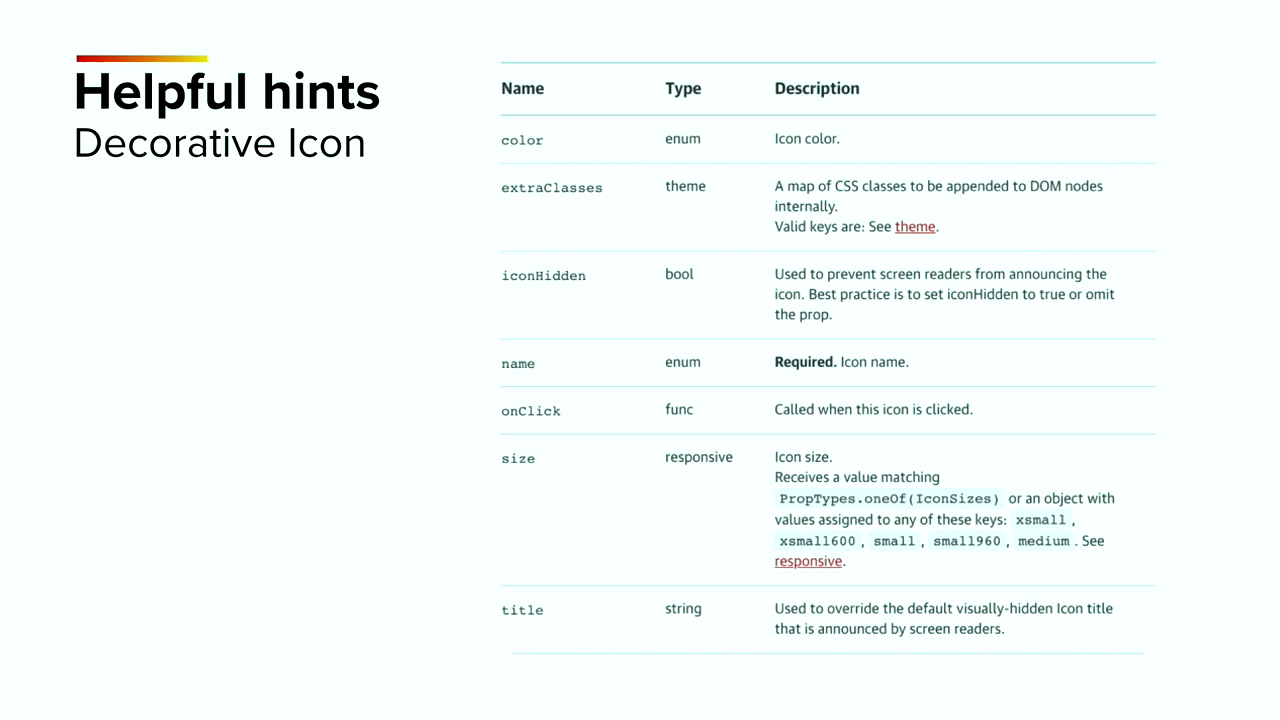 Helpful hints
Decorative Icon
Name Type Description
color enum Icon color.
extraClasses theme A map of CSS classes to be appended to DOM nodes
internally.
Valid keys are: See theme.
iconHidden bool Used to prevent screen readers from announcing the
icon. Best practice is to set iconHidden to true or omit
the prop.
name enum Required. Icon name.
onClick func Called when this icon is clicked.
size responsive Icon size.
Receives a value matching
PropTypes.oneOf(IconSizes) or an object with
values assigned to any of these keys: xsmall ,
xsmall600 , small , small960 , medium . See
responsive.
title string Used to override the default visually-hidden Icon title
that is announced by screen readers.